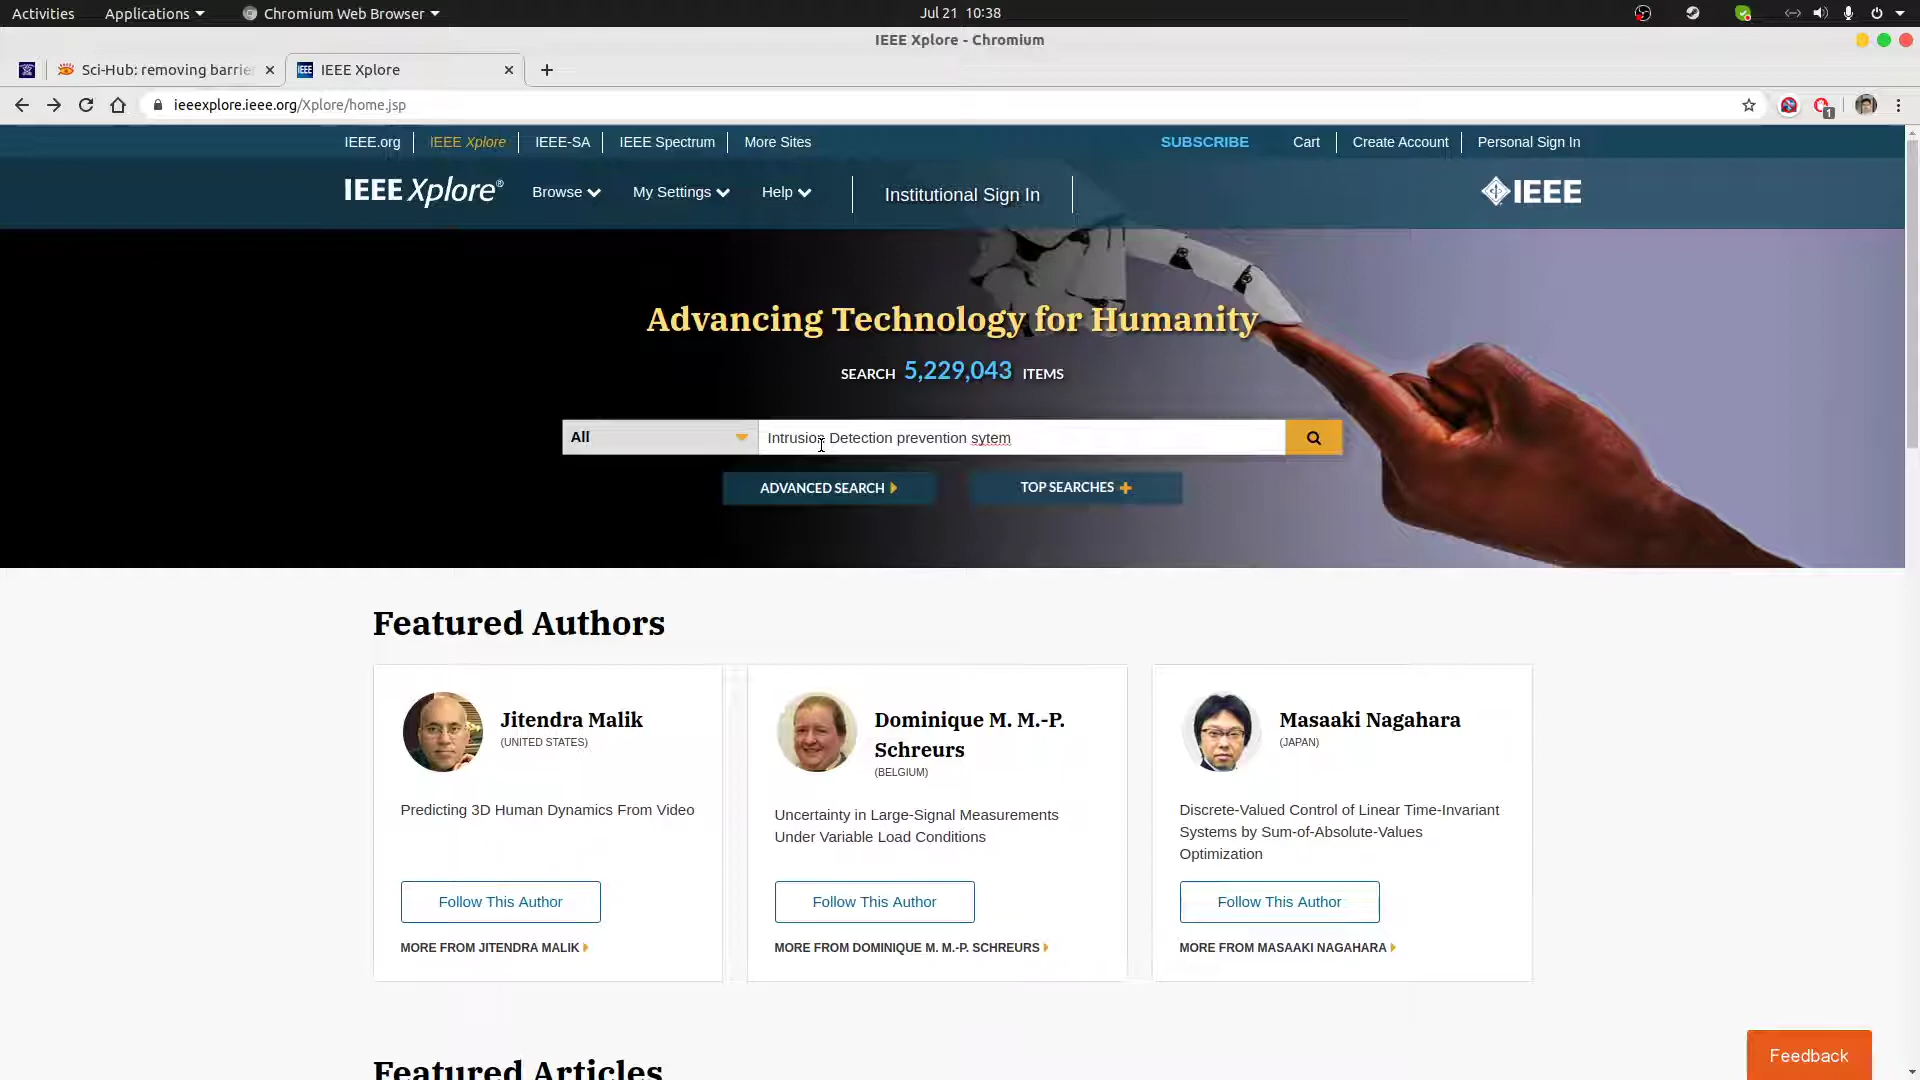 Activities Applications Chromium Web Browser Jul 21 10:38
IEEE Xplore - Chromium
Sci-Hub: removing barrie IEEE IEEE Xplore
ieeexplore.ieee.org/Xplore/home.jsp 1
IEEE.org IEEE Xplore IEEE-SA IEEE Spectrum More Sites SUBSCRIBE Cart Create Account Personal Sign In
IEEE Xplore® Browse My Settings Help Institutional Sign In IEEE
Advancing Technology for Humanity
SEARCH 5,229,043 ITEMS
All Intrusion Detection prevention sytem
ADVANCED SEARCH TOP SEARCHES
Featured Authors
Jitendra Malik
(UNITED STATES)
Predicting 3D Human Dynamics From Video
Follow This Author
MORE FROM JITENDRA MALIK
Dominique M. M.-P.
Schreurs
(BELGIUM)
Uncertainty in Large-Signal Measurements
Under Variable Load Conditions
Follow This Author
MORE FROM DOMINIQUE M. M.-P. SCHREURS
Masaaki Nagahara
(JAPAN)
Discrete-Valued Control of Linear Time-Invariant
Systems by Sum-of-Absolute-Values
Optimization
Follow This Author
MORE FROM MASAAKI NAGAHARA
Featured Articles
Feedback